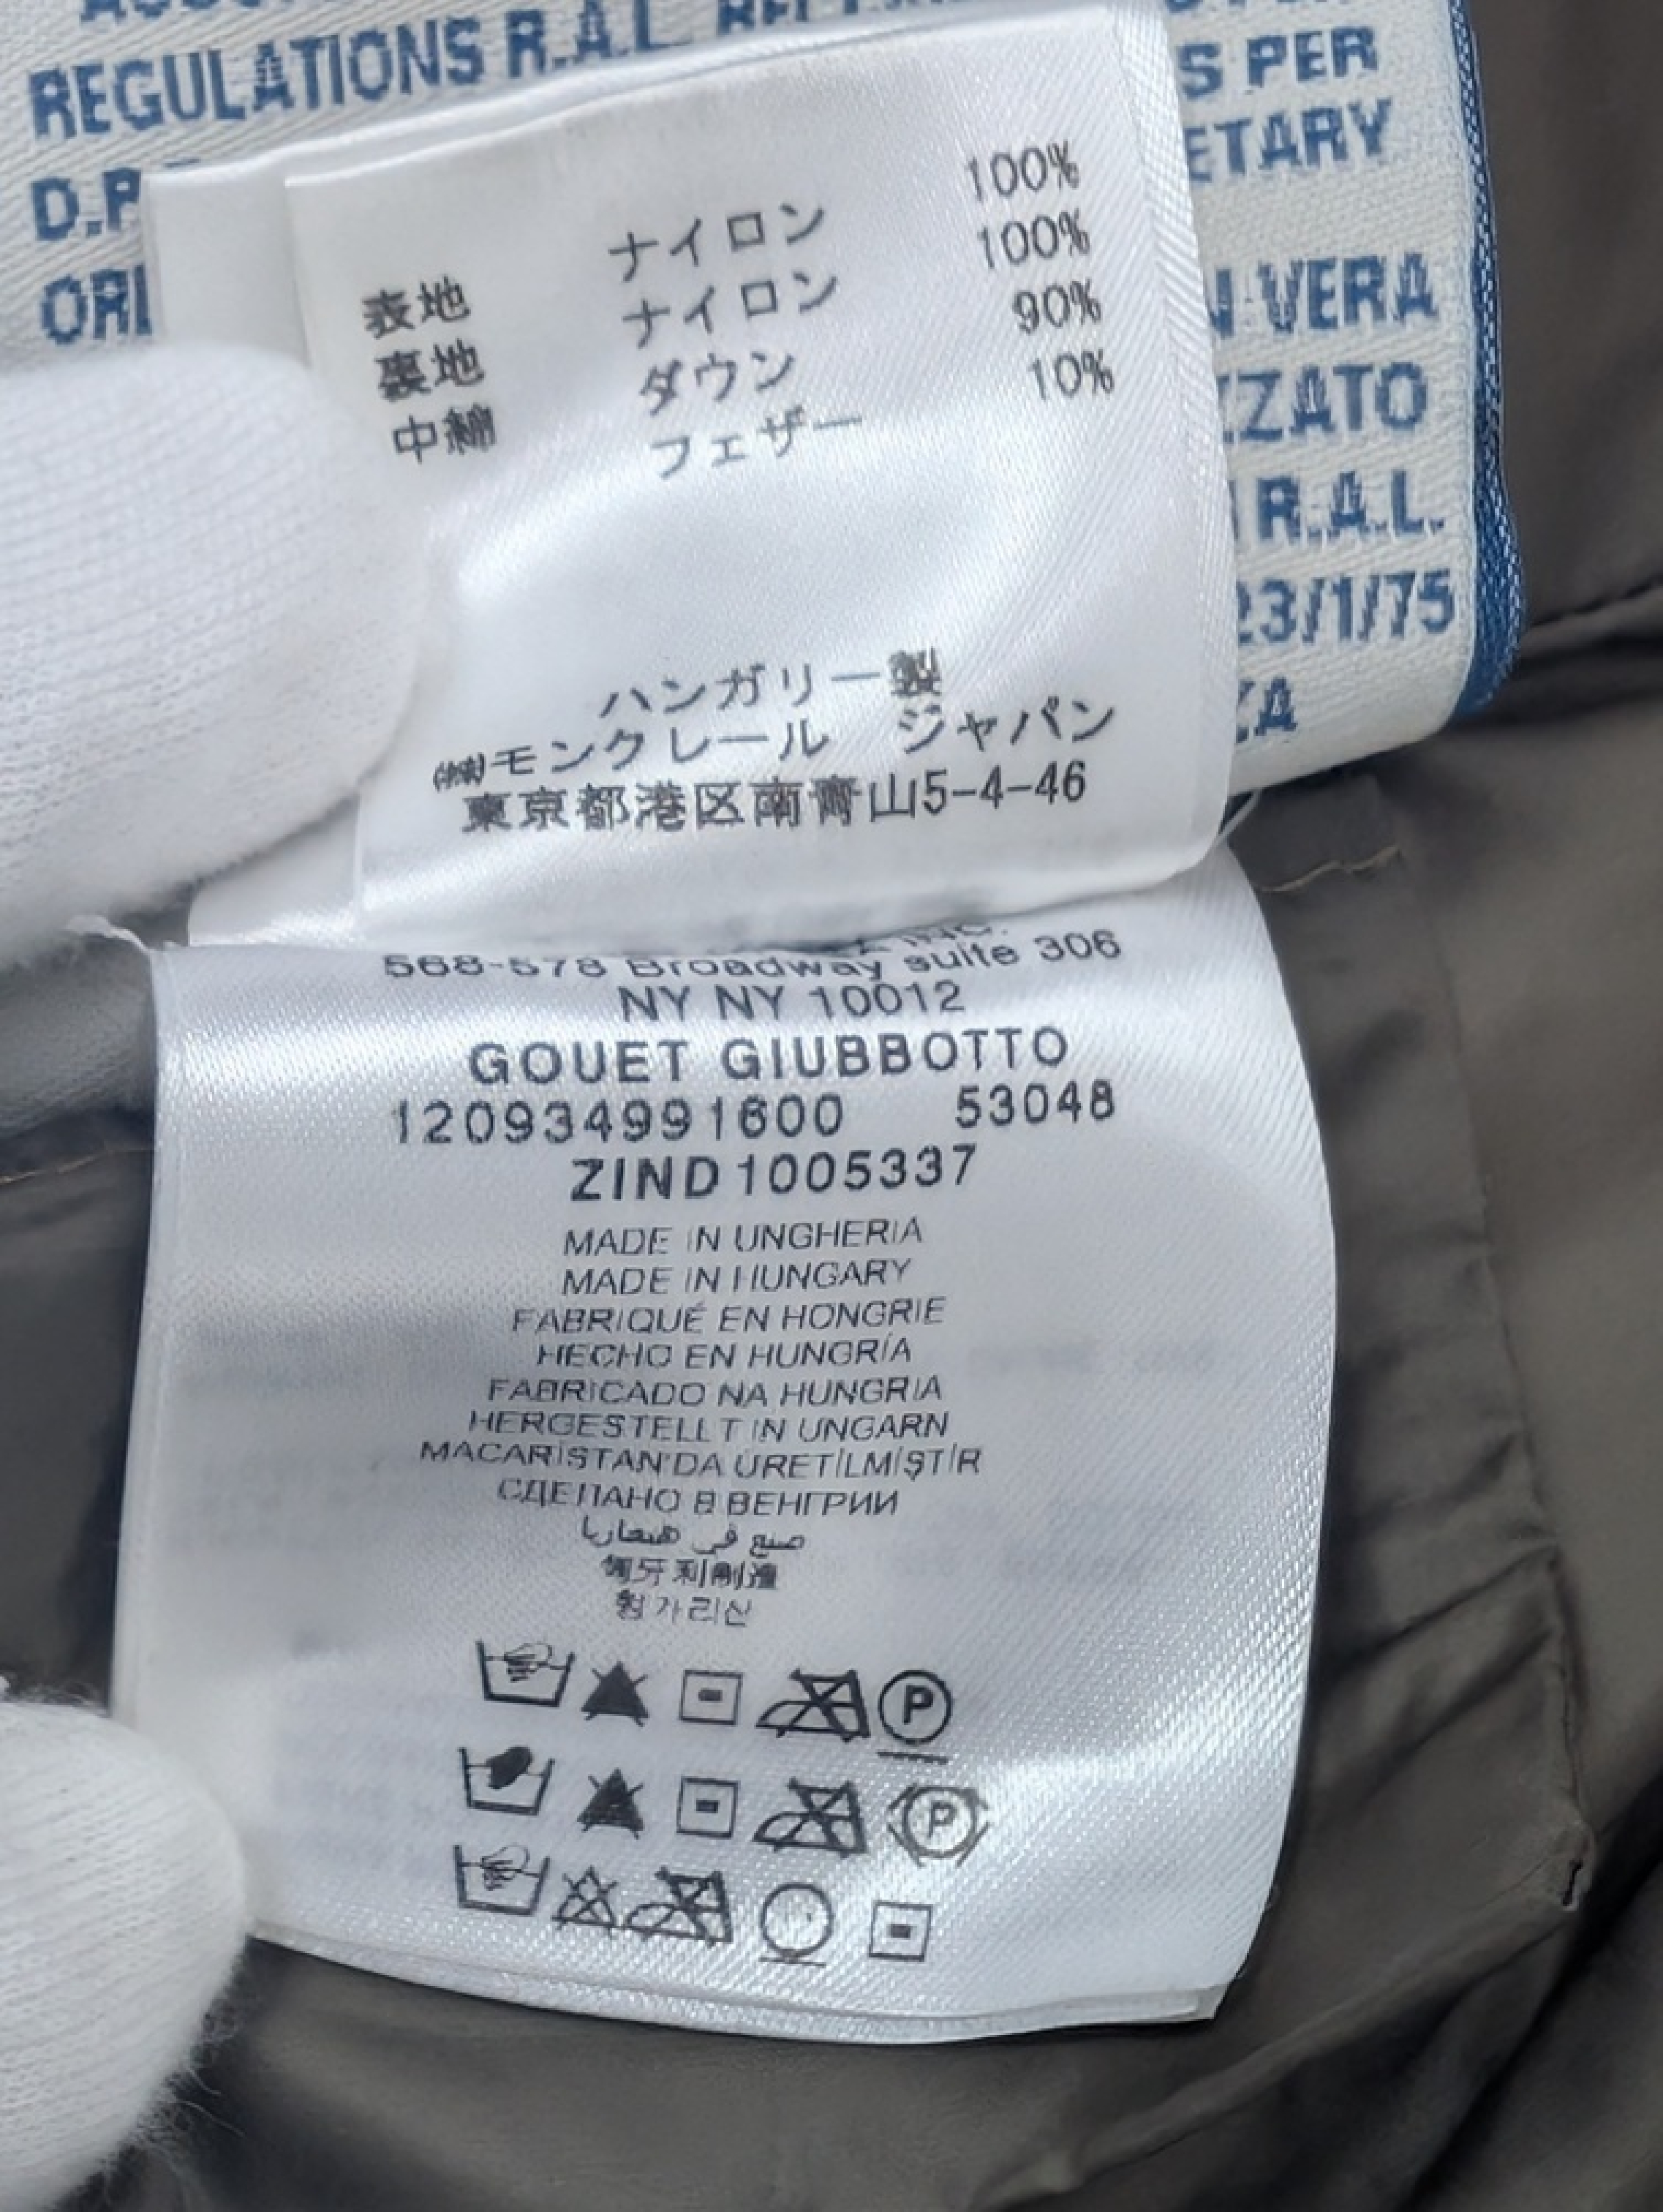 REGULATIONS R.A.L.
S PER
ETARY
D.P
ORI
N VERA
ZZATO
R.A.L.
23/1/75
ZA
表地 ナイロン 100%
裏地 ナイロン 100%
中綿 ダウン 90%
フェザー 10%
ハンガリー製
㈱モンクレール ジャパン
東京都港区南青山5-4-46
INC.
568-578 Broadway suite 306
NY NY 10012
GOUET GIUBBOTTO
120934991600 53048
ZIND1005337
MADE IN UNGHERIA
MADE IN HUNGARY
FABRIQUÉ EN HONGRIE
HECHO EN HUNGRÍA
FABRICADO NA HUNGRIA
HERGESTELLT IN UNGARN
MACARİSTAN'DA ÜRETİLMİŞTİR
СДЕЛАНО В ВЕНГРИИ
صنع في هنغاريا
匈牙利制造
헝가리산
P
P